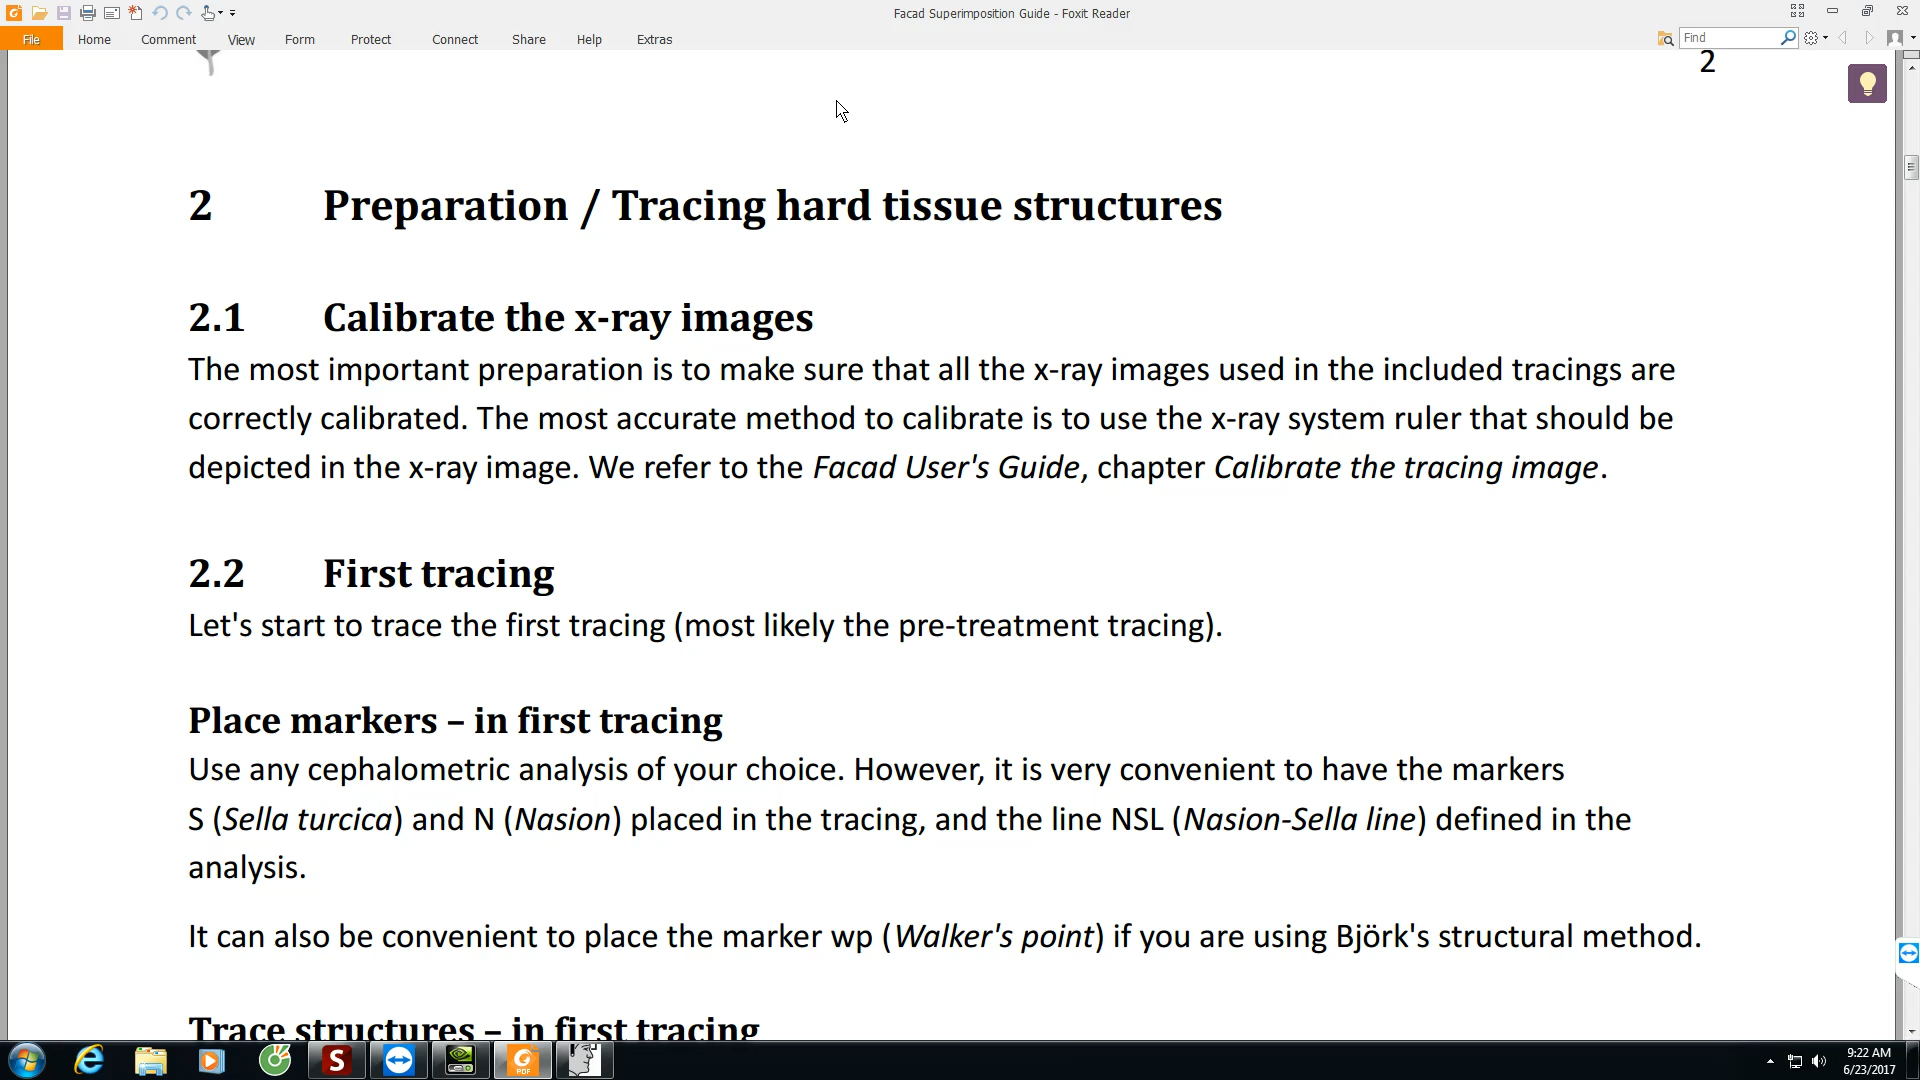 Facad Superimposition Guide - Foxit Reader
File Home Comment View Form Protect Connect Share Help Extras Find
2
2 Preparation / Tracing hard tissue structures
2.1 Calibrate the x-ray images
The most important preparation is to make sure that all the x-ray images used in the included tracings are
correctly calibrated. The most accurate method to calibrate is to use the x-ray system ruler that should be
depicted in the x-ray image. We refer to the Facad User's Guide, chapter Calibrate the tracing image.
2.2 First tracing
Let's start to trace the first tracing (most likely the pre-treatment tracing).
Place markers – in first tracing
Use any cephalometric analysis of your choice. However, it is very convenient to have the markers
S (Sella turcica) and N (Nasion) placed in the tracing, and the line NSL (Nasion-Sella line) defined in the
analysis.
It can also be convenient to place the marker wp (Walker's point) if you are using Björk's structural method.
Trace structures – in first tracing
S
PDF
9:22 AM
6/23/2017